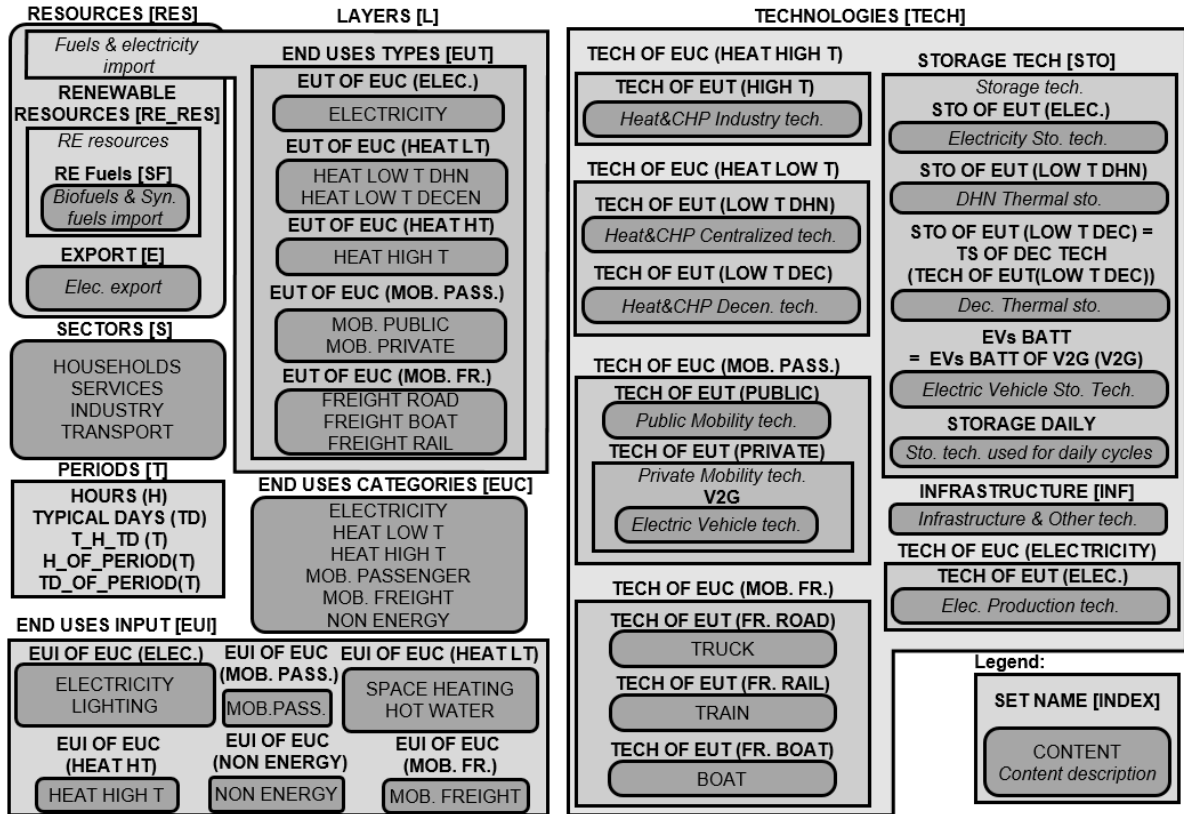 RESOURCES [RES]
Fuels & electricity
import
RENEWABLE
RESOURCES [RE_RES]
RE resources
RE Fuels [SF]
Biofuels & Syn.
fuels import
EXPORT [E]
Elec. export
SECTORS [S]
HOUSEHOLDS
SERVICES
INDUSTRY
TRANSPORT
PERIODS [T]
HOURS (H)
TYPICAL DAYS (TD)
T_H_TD (T)
H_OF_PERIOD(T)
TD_OF_PERIOD(T)
LAYERS [L]
END USES TYPES [EUT]
EUT OF EUC (ELEC.)
ELECTRICITY
EUT OF EUC (HEAT LT)
HEAT LOW T DHN
HEAT LOW T DECEN
EUT OF EUC (HEAT HT)
HEAT HIGH T
EUT OF EUC (MOB. PASS.)
MOB. PUBLIC
MOB. PRIVATE
EUT OF EUC (MOB. FR.)
FREIGHT ROAD
FREIGHT BOAT
FREIGHT RAIL
END USES CATEGORIES [EUC]
ELECTRICITY
HEAT LOW T
HEAT HIGH T
MOB. PASSENGER
MOB. FREIGHT
NON ENERGY
END USES INPUT [EUI]
EUI OF EUC (ELEC.)
ELECTRICITY
LIGHTING
EUI OF EUC
(MOB. PASS.)
MOB.PASS.
EUI OF EUC (HEAT LT)
SPACE HEATING
HOT WATER
EUI OF EUC
(HEAT HT)
HEAT HIGH T
EUI OF EUC
(NON ENERGY)
NON ENERGY
EUI OF EUC
(MOB. FR.)
MOB. FREIGHT
TECHNOLOGIES [TECH]
TECH OF EUC (HEAT HIGH T)
TECH OF EUT (HIGH T)
Heat&CHP Industry tech.
TECH OF EUC (HEAT LOW T)
TECH OF EUT (LOW T DHN)
Heat&CHP Centralized tech.
TECH OF EUT (LOW T DEC)
Heat&CHP Decen. tech.
TECH OF EUC (MOB. PASS.)
TECH OF EUT (PUBLIC)
Public Mobility tech.
TECH OF EUT (PRIVATE)
Private Mobility tech.
V2G
Electric Vehicle tech.
TECH OF EUC (MOB. FR.)
TECH OF EUT (FR. ROAD)
TRUCK
TECH OF EUT (FR. RAIL)
TRAIN
TECH OF EUT (FR. BOAT)
BOAT
STORAGE TECH [STO]
Storage tech.
STO OF EUT (ELEC.)
Electricity Sto. tech.
STO OF EUT (LOW T DHN)
DHN Thermal sto.
STO OF EUT (LOW T DEC) =
TS OF DEC TECH
(TECH OF EUT(LOW T DEC))
Dec. Thermal sto.
EVs BATT
= EVs BATT OF V2G (V2G)
Electric Vehicle Sto. Tech.
STORAGE DAILY
Sto. tech. used for daily cycles
INFRASTRUCTURE [INF]
Infrastructure & Other tech.
TECH OF EUC (ELECTRICITY)
TECH OF EUT (ELEC.)
Elec. Production tech.
Legend:
SET NAME [INDEX]
CONTENT
Content description